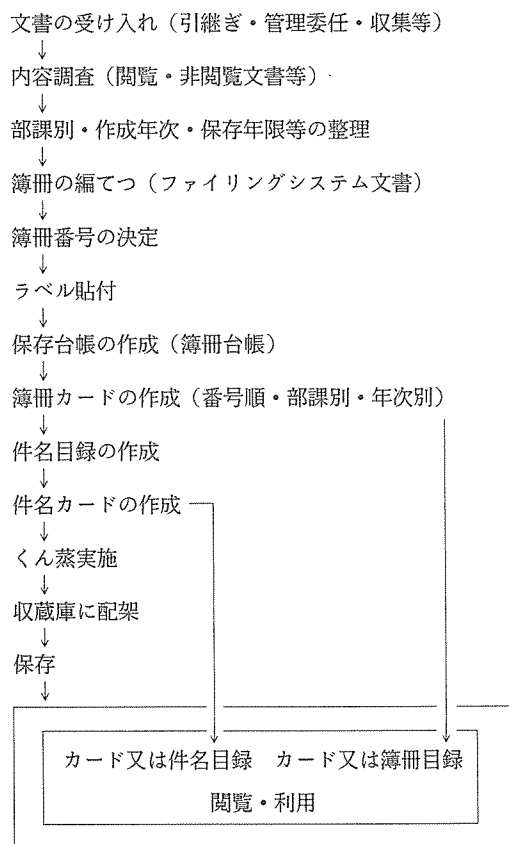 文書の受け入れ（引継ぎ・管理委任・収集等）
↓
内容調査（閲覧・非閲覧文書等）
↓
部課別・作成年次・保存年限等の整理
↓
簿冊の編てつ（ファイリングシステム文書）
↓
簿冊番号の決定
↓
ラベル貼付
↓
保存台帳の作成（簿冊台帳）
↓
簿冊カードの作成（番号順・部課別・年次別）
↓
件名目録の作成
↓
件名カードの作成
↓
くん蒸実施
↓
収蔵庫に配架
↓
保存
↓
カード又は件名目録　カード又は簿冊目録
閲覧・利用